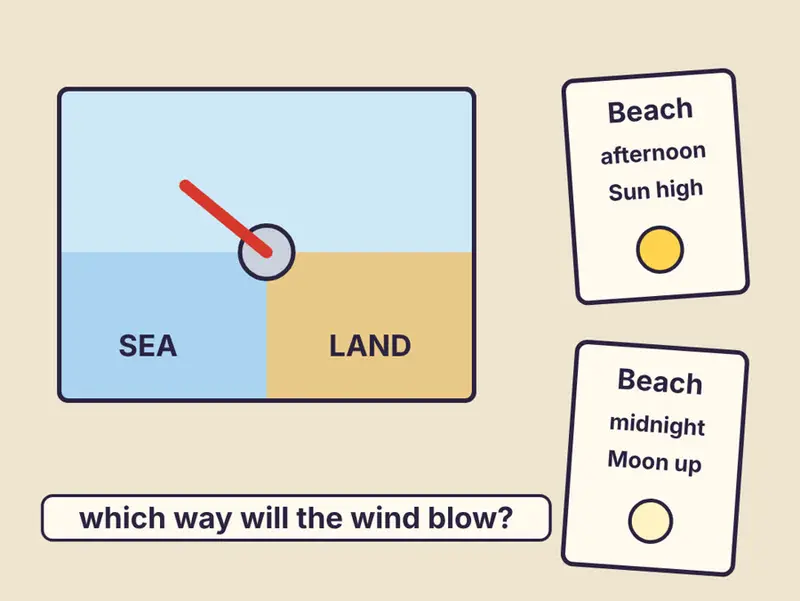 SEA
LAND
which way will the wind blow?
Beach
afternoon
Sun high
Beach
midnight
Moon up